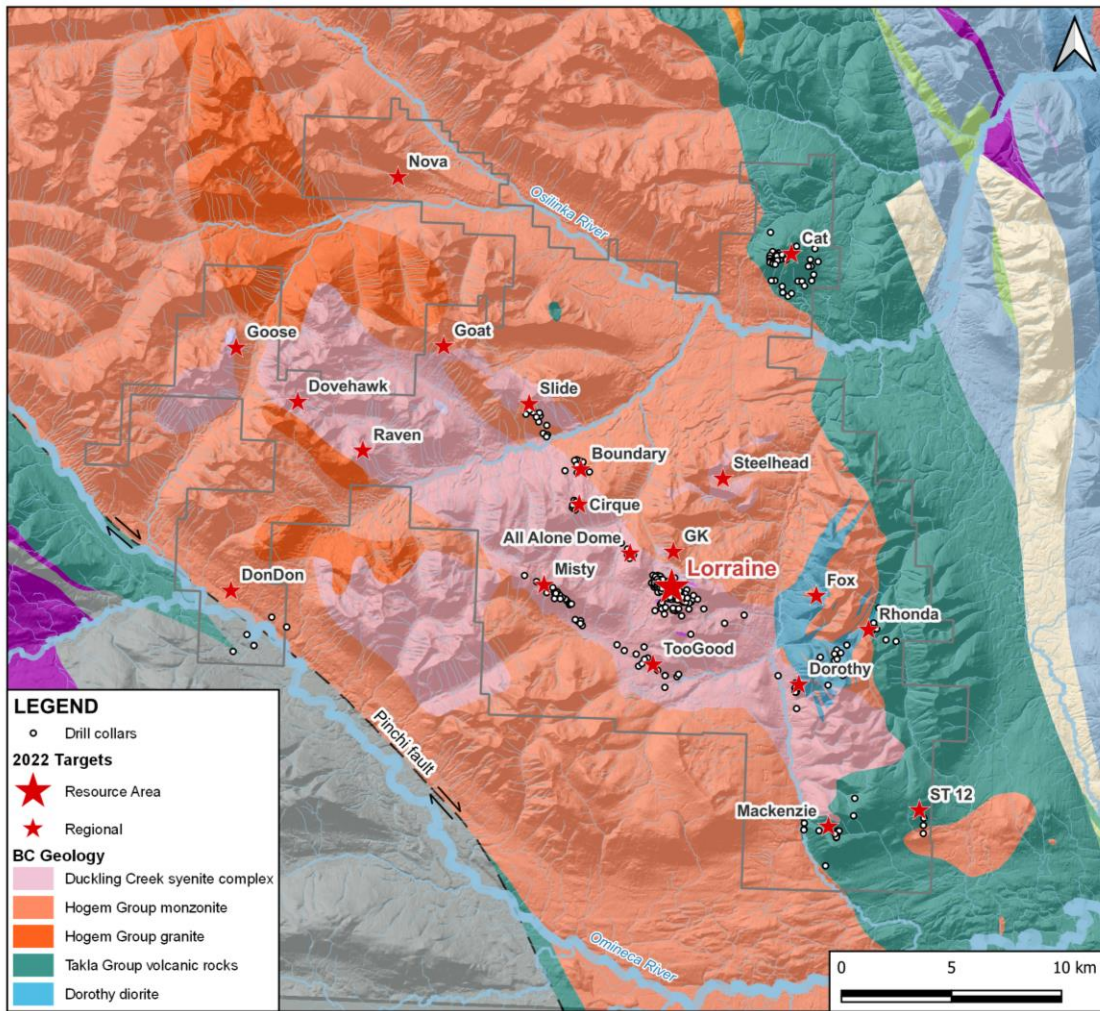 Nova
Osilinka River
Cat
Goose
Goat
Dovehawk
Slide
Raven
Boundary
Steelhead
Cirque
All Alone Dome
GK
Misty
Lorraine
DonDon
Fox
Rhonda
TooGood
Dorothy
Pinchi fault
Mackenzie
ST 12
Omineca River
LEGEND
Drill collars
2022 Targets
Resource Area
Regional
BC Geology
Duckling Creek syenite complex
Hogem Group monzonite
Hogem Group granite
Takla Group volcanic rocks
Dorothy diorite
0 5 10 km